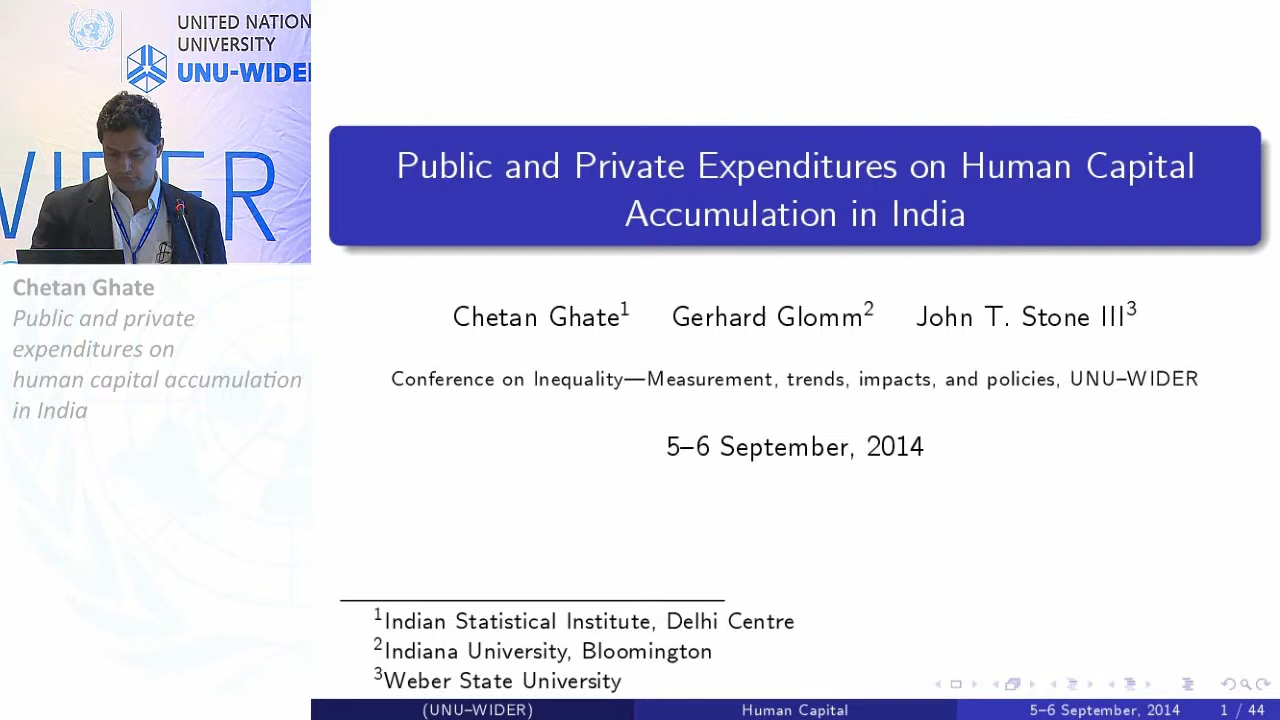 UNITED NATION
UNIVERSITY
UNU-WIDE
WIDER
Chetan Ghate
Public and private
expenditures on
human capital accumulation
in India
Public and Private Expenditures on Human Capital
Accumulation in India
Chetan Ghate¹ Gerhard Glomm² John T. Stone III³
Conference on Inequality—Measurement, trends, impacts, and policies, UNU–WIDER
5–6 September, 2014
¹Indian Statistical Institute, Delhi Centre
²Indiana University, Bloomington
³Weber State University
(UNU–WIDER) Human Capital 5–6 September, 2014 1 / 44